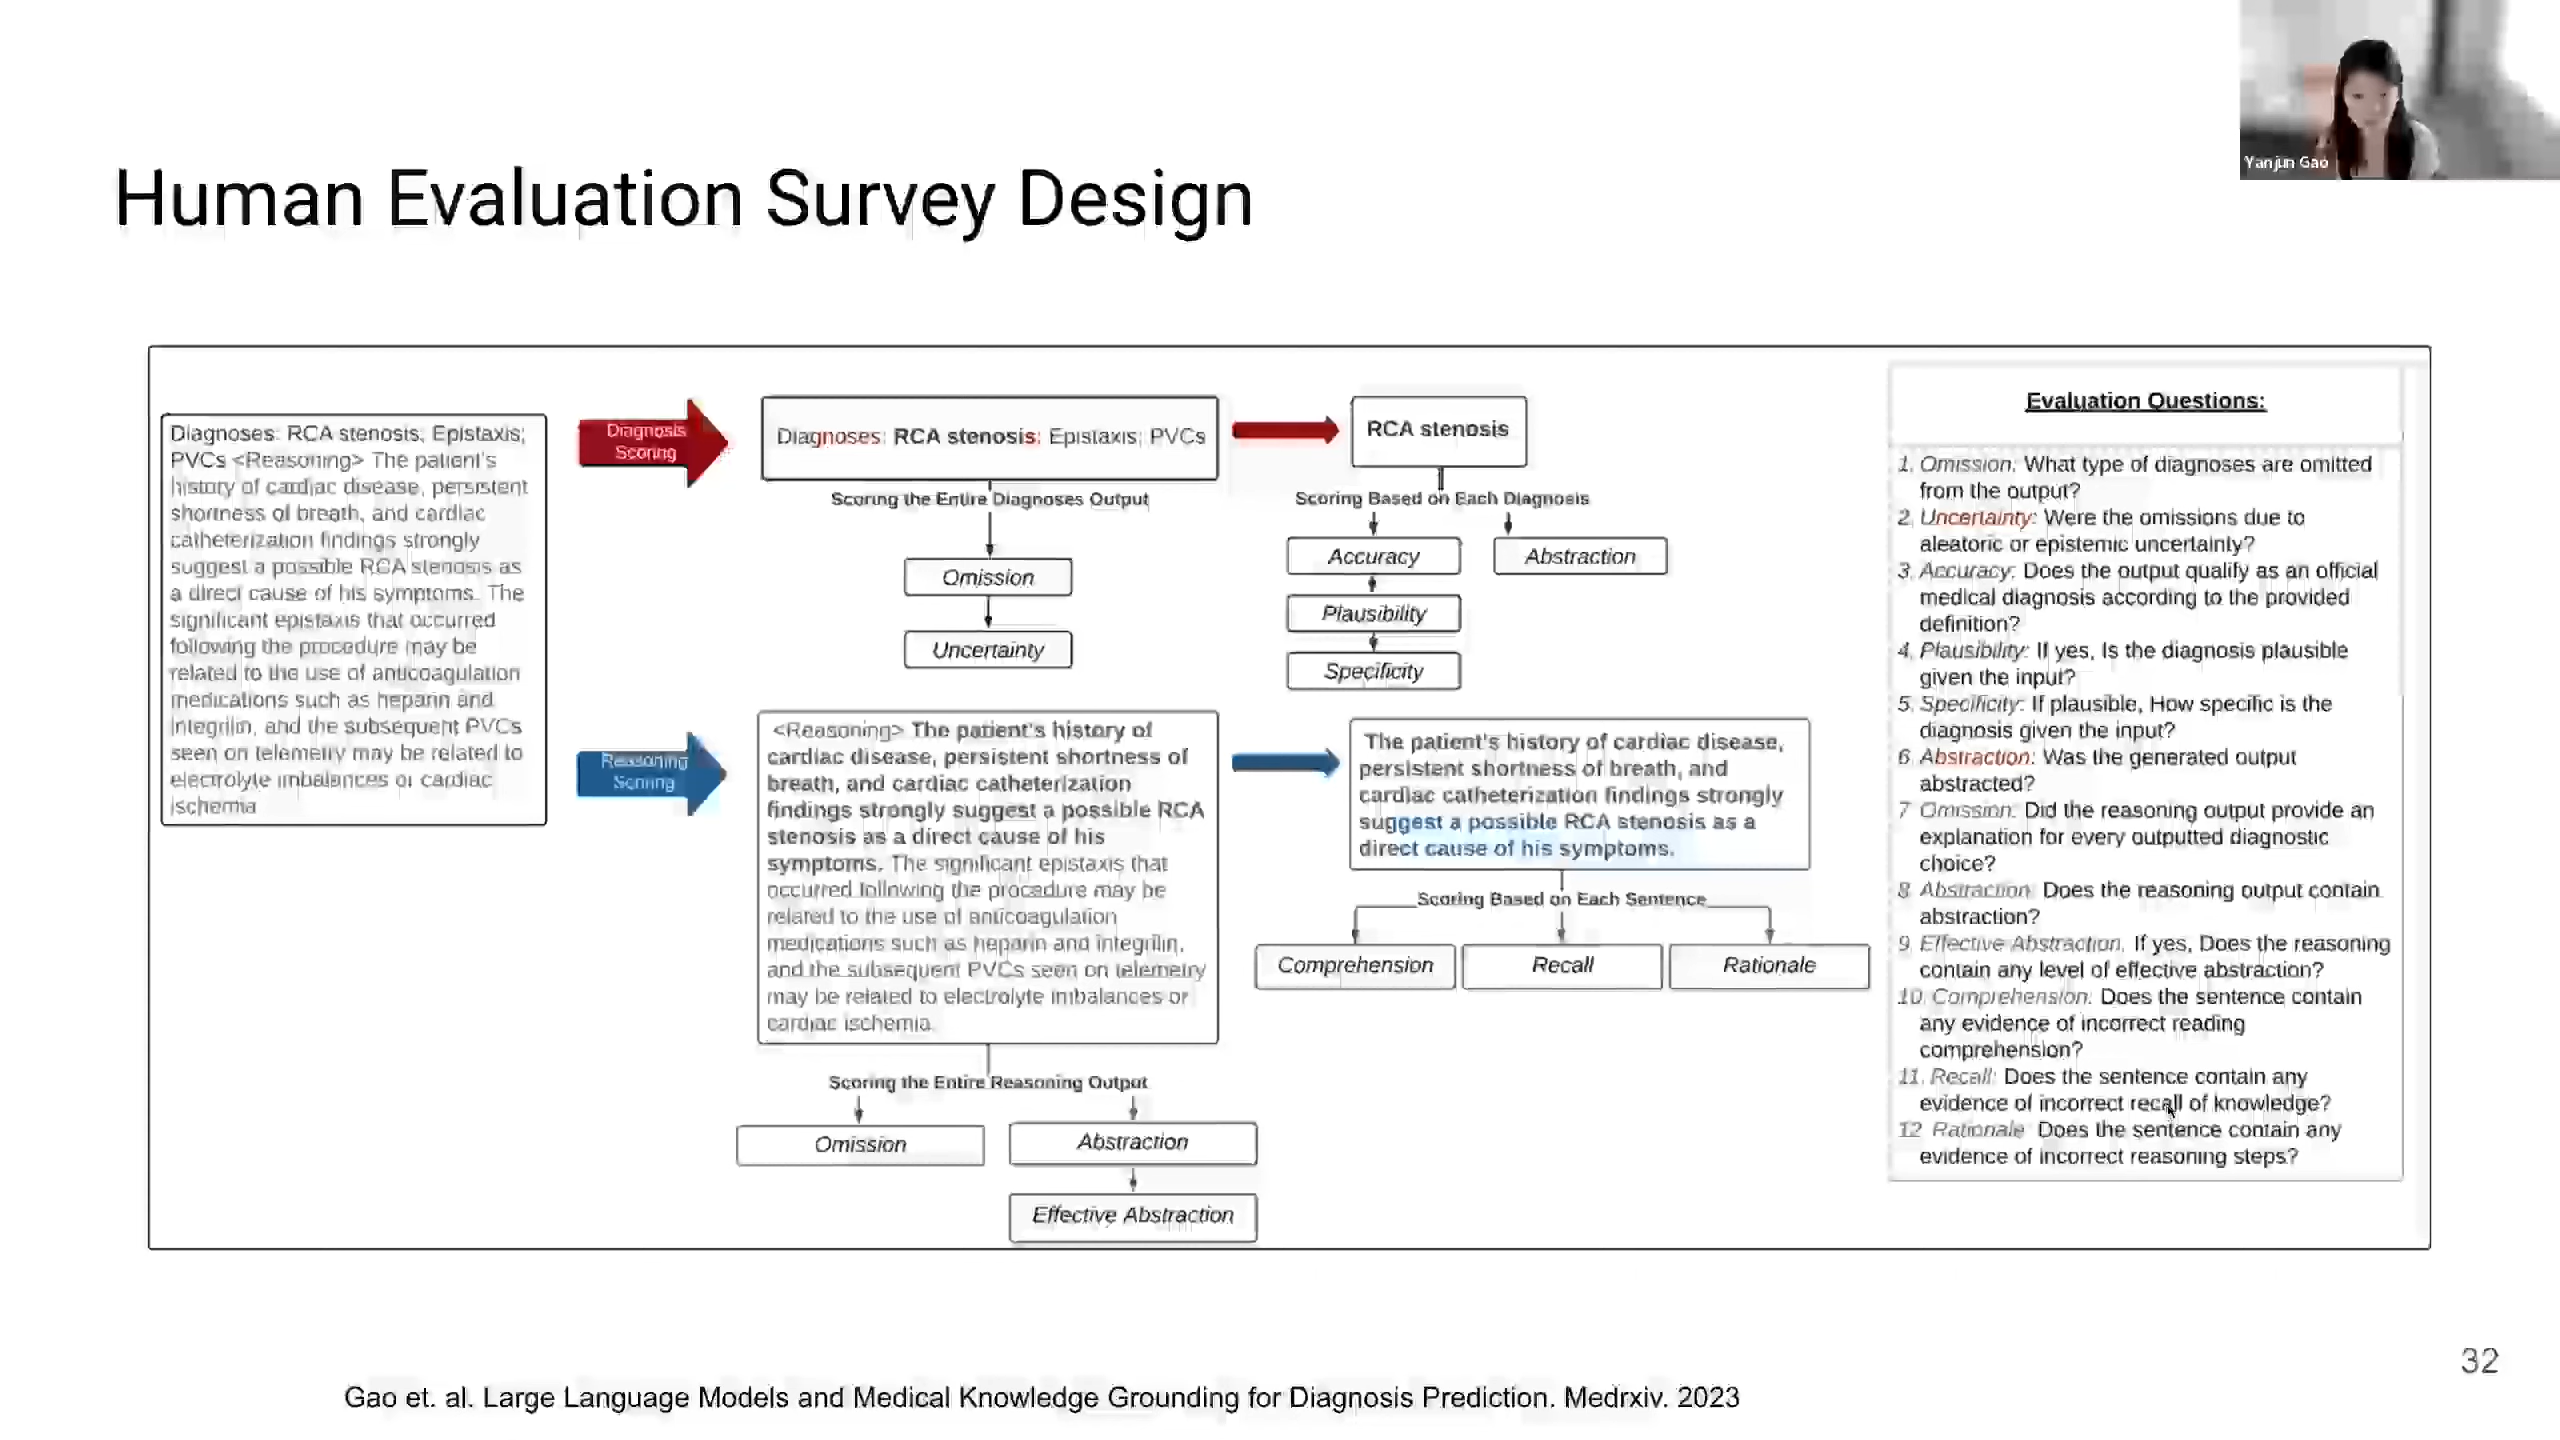 Yanjun Gao
Human Evaluation Survey Design
Diagnoses: RCA stenosis; Epistaxis;
PVCs <Reasoning> The patient's
history of cardiac disease, persistent
shortness of breath, and cardiac
catheterization findings strongly
suggest a possible RCA stenosis as
a direct cause of his symptoms. The
significant epistaxis that occurred
following the procedure may be
related to the use of anticoagulation
medications such as heparin and
integrilin, and the subsequent PVCs
seen on telemetry may be related to
electrolyte imbalances or cardiac
ischemia
Diagnosis
Scoring
Diagnoses: RCA stenosis; Epistaxis; PVCs
Scoring the Entire Diagnoses Output
Omission
Uncertainty
RCA stenosis
Scoring Based on Each Diagnosis
Accuracy
Abstraction
Plausibility
Specificity
Reasoning
Scoring
<Reasoning> The patient's history of
cardiac disease, persistent shortness of
breath, and cardiac catheterization
findings strongly suggest a possible RCA
stenosis as a direct cause of his
symptoms. The significant epistaxis that
occurred following the procedure may be
related to the use of anticoagulation
medications such as heparin and integrilin,
and the subsequent PVCs seen on telemetry
may be related to electrolyte imbalances or
cardiac ischemia.
Scoring the Entire Reasoning Output
Omission
Abstraction
Effective Abstraction
The patient's history of cardiac disease,
persistent shortness of breath, and
cardiac catheterization findings strongly
suggest a possible RCA stenosis as a
direct cause of his symptoms.
Scoring Based on Each Sentence
Comprehension
Recall
Rationale
Evaluation Questions:
1. Omission: What type of diagnoses are omitted
from the output?
2. Uncertainty: Were the omissions due to
aleatoric or epistemic uncertainty?
3. Accuracy: Does the output qualify as an official
medical diagnosis according to the provided
definition?
4. Plausibility: If yes, Is the diagnosis plausible
given the input?
5. Specificity: If plausible, How specific is the
diagnosis given the input?
6. Abstraction: Was the generated output
abstracted?
7. Omission: Did the reasoning output provide an
explanation for every outputted diagnostic
choice?
8. Abstraction: Does the reasoning output contain
abstraction?
9. Effective Abstraction. If yes, Does the reasoning
contain any level of effective abstraction?
10. Comprehension: Does the sentence contain
any evidence of incorrect reading
comprehension?
11. Recall: Does the sentence contain any
evidence of incorrect recall of knowledge?
12. Rationale: Does the sentence contain any
evidence of incorrect reasoning steps?
32
Gao et. al. Large Language Models and Medical Knowledge Grounding for Diagnosis Prediction. Medrxiv. 2023